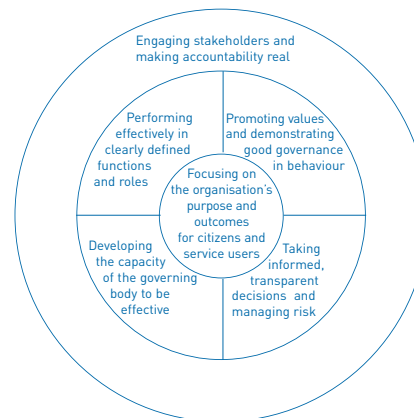 Engaging stakeholders and
making accountability real
Performing
effectively in
clearly defined
functions
and roles
Promoting values
and demonstrating
good governance
in behaviour
Focusing on
the organisation's
purpose and
outcomes
for citizens and
service users
Developing
the capacity
of the governing
body to be
effective
Taking
informed,
transparent
decisions and
managing risk